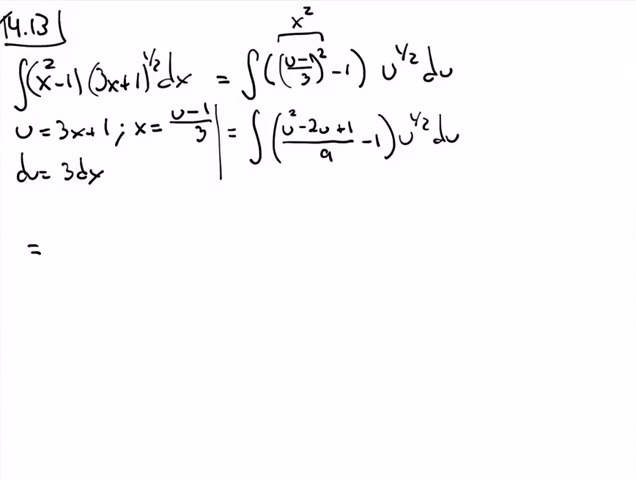 14.13
∫(x²-1)(3x+1)^{1/2}dx = ∫(((u-1)/3)²-1) u^{1/2} du
x²
u=3x+1; x=(u-1)/3 = ∫((u²-2u+1)/9 -1)u^{1/2}du
du=3dx
=